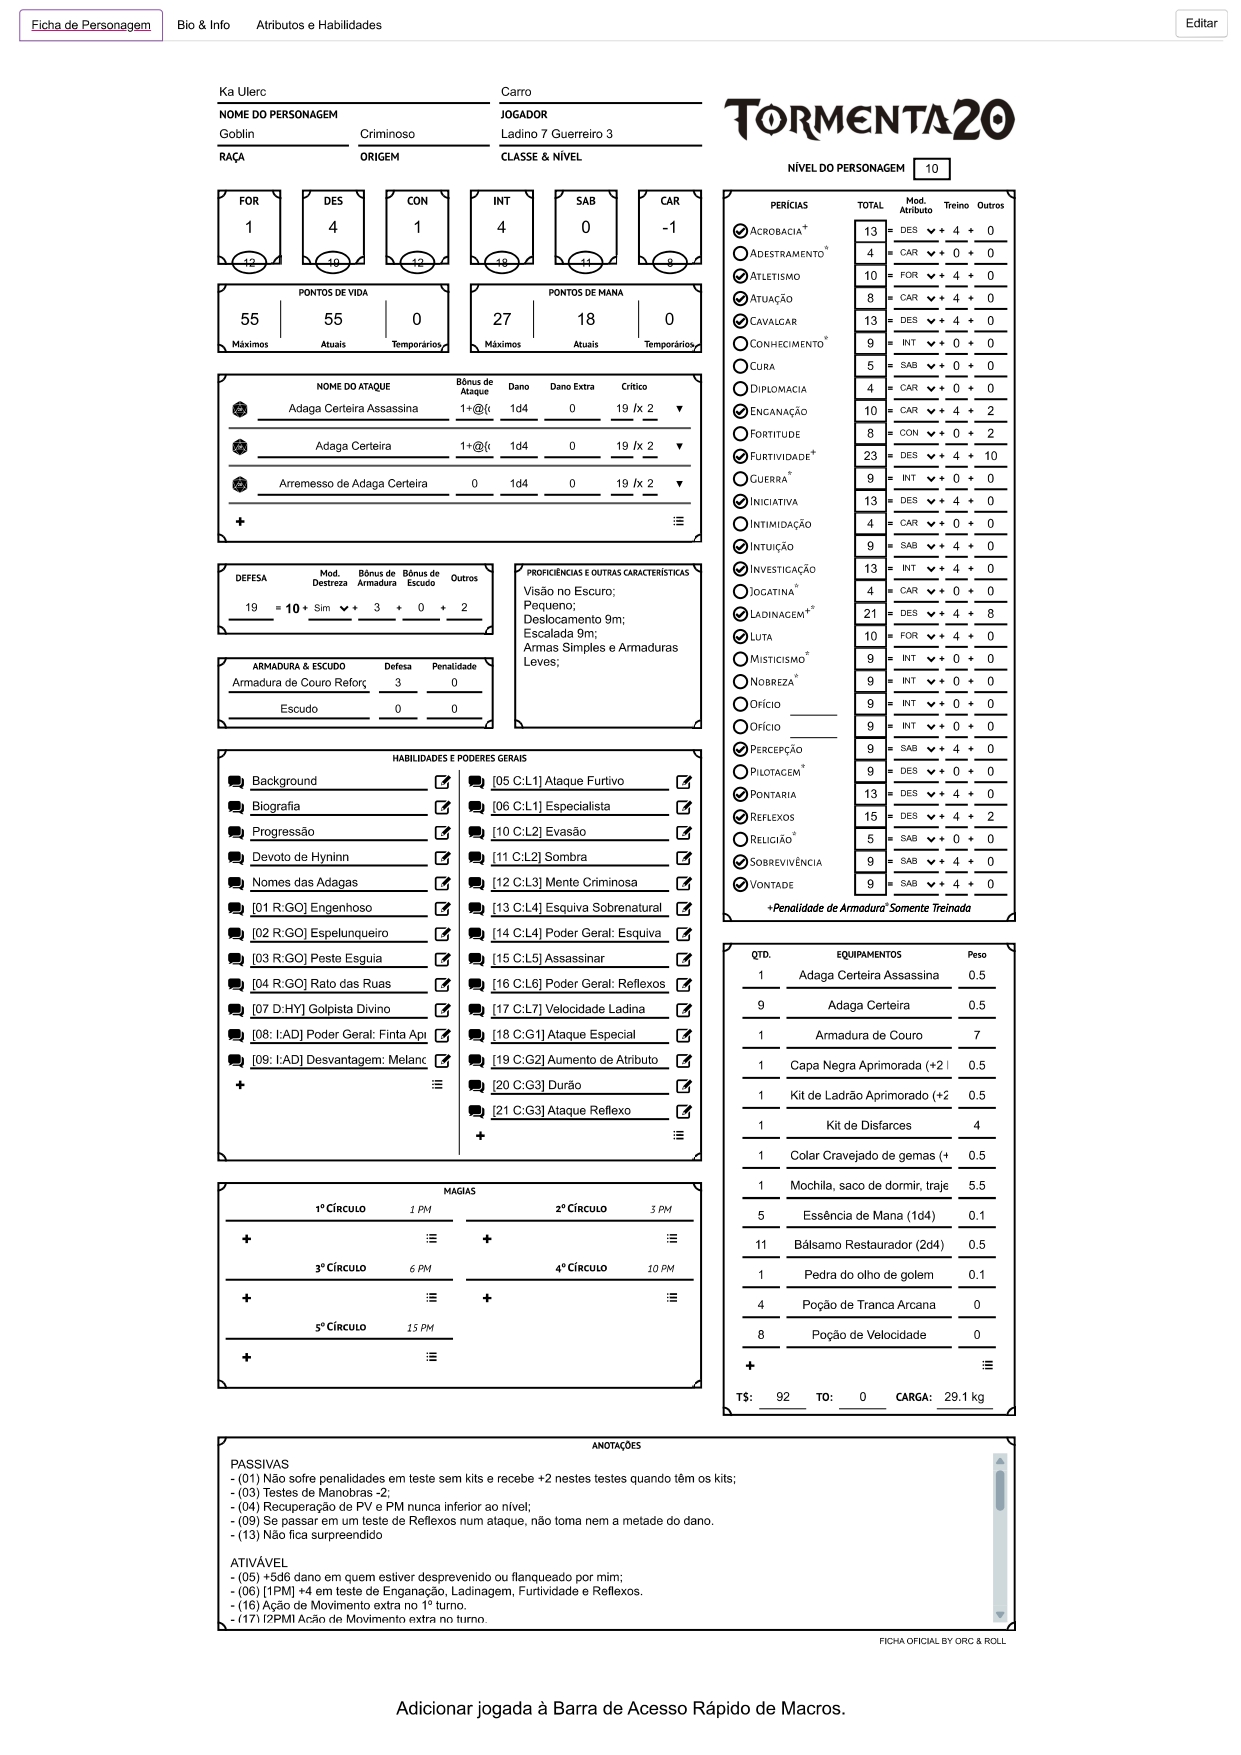 Ficha de Personagem Bio & Info Atributos e Habilidades Editar
Ka Ulerc Carro
NOME DO PERSONAGEM JOGADOR
Goblin Criminoso Ladino 7 Guerreiro 3
RAÇA ORIGEM CLASSE & NÍVEL
TORMENTA20
NÍVEL DO PERSONAGEM 10
FOR DES CON INT SAB CAR
1 4 1 4 0 -1
12 19 12 18 11 8
PONTOS DE VIDA
55 55 0
Máximos Atuais Temporários
PONTOS DE MANA
27 18 0
Máximos Atuais Temporários
NOME DO ATAQUE Bônus de Ataque Dano Dano Extra Crítico
Adaga Certeira Assassina 1+@{( 1d4 0 19 /x 2 ▼
Adaga Certeira 1+@{( 1d4 0 19 /x 2 ▼
Arremesso de Adaga Certeira 0 1d4 0 19 /x 2 ▼
+
DEFESA Mod. Destreza Bônus de Armadura Bônus de Escudo Outros
19 = 10 + Sim + 3 + 0 + 2
ARMADURA & ESCUDO Defesa Penalidade
Armadura de Couro Reforç 3 0
Escudo 0 0
PROFICIÊNCIAS E OUTRAS CARACTERÍSTICAS
Visão no Escuro;
Pequeno;
Deslocamento 9m;
Escalada 9m;
Armas Simples e Armaduras
Leves;
HABILIDADES E PODERES GERAIS
Background
Biografia
Progressão
Devoto de Hyninn
Nomes das Adagas
[01 R:GO] Engenhoso
[02 R:GO] Espelunqueiro
[03 R:GO] Peste Esguia
[04 R:GO] Rato das Ruas
[07 D:HY] Golpista Divino
[08: I:AD] Poder Geral: Finta Apr
[09: I:AD] Desvantagem: Melanc
+
[05 C:L1] Ataque Furtivo
[06 C:L1] Especialista
[10 C:L2] Evasão
[11 C:L2] Sombra
[12 C:L3] Mente Criminosa
[13 C:L4] Esquiva Sobrenatural
[14 C:L4] Poder Geral: Esquiva
[15 C:L5] Assassinar
[16 C:L6] Poder Geral: Reflexos
[17 C:L7] Velocidade Ladina
[18 C:G1] Ataque Especial
[19 C:G2] Aumento de Atributo
[20 C:G3] Durão
[21 C:G3] Ataque Reflexo
+
MAGIAS
1º CÍRCULO 1 PM 2º CÍRCULO 3 PM
+ +
3º CÍRCULO 6 PM 4º CÍRCULO 10 PM
+ +
5º CÍRCULO 15 PM
+
PERÍCIAS TOTAL Mod. Atributo Treino Outros
ACROBACIA+ 13 = DES + 4 + 0
ADESTRAMENTO* 4 = CAR + 0 + 0
ATLETISMO 10 = FOR + 4 + 0
ATUAÇÃO 8 = CAR + 4 + 0
CAVALGAR 13 = DES + 4 + 0
CONHECIMENTO* 9 = INT + 0 + 0
CURA 5 = SAB + 0 + 0
DIPLOMACIA 4 = CAR + 0 + 0
ENGANAÇÃO 10 = CAR + 4 + 2
FORTITUDE 8 = CON + 0 + 2
FURTIVIDADE+ 23 = DES + 4 + 10
GUERRA* 9 = INT + 0 + 0
INICIATIVA 13 = DES + 4 + 0
INTIMIDAÇÃO 4 = CAR + 0 + 0
INTUIÇÃO 9 = SAB + 4 + 0
INVESTIGAÇÃO 13 = INT + 4 + 0
JOGATINA* 4 = CAR + 0 + 0
LADINAGEM+* 21 = DES + 4 + 8
LUTA 10 = FOR + 4 + 0
MISTICISMO* 9 = INT + 0 + 0
NOBREZA* 9 = INT + 0 + 0
OFÍCIO 9 = INT + 0 + 0
OFÍCIO 9 = INT + 0 + 0
PERCEPÇÃO 9 = SAB + 4 + 0
PILOTAGEM* 9 = DES + 0 + 0
PONTARIA 13 = DES + 4 + 0
REFLEXOS 15 = DES + 4 + 2
RELIGIÃO* 5 = SAB + 0 + 0
SOBREVIVÊNCIA 9 = SAB + 4 + 0
VONTADE 9 = SAB + 4 + 0
+Penalidade de Armadura *Somente Treinada
QTD. EQUIPAMENTOS Peso
1 Adaga Certeira Assassina 0.5
9 Adaga Certeira 0.5
1 Armadura de Couro 7
1 Capa Negra Aprimorada (+2 0.5
1 Kit de Ladrão Aprimorado (+2 0.5
1 Kit de Disfarces 4
1 Colar Cravejado de gemas (+ 0.5
1 Mochila, saco de dormir, traje 5.5
5 Essência de Mana (1d4) 0.1
11 Bálsamo Restaurador (2d4) 0.5
1 Pedra do olho de golem 0.1
4 Poção de Tranca Arcana 0
8 Poção de Velocidade 0
+
T$: 92 TO: 0 CARGA: 29.1 kg
ANOTAÇÕES
PASSIVAS
- (01) Não sofre penalidades em teste sem kits e recebe +2 nestes testes quando têm os kits;
- (03) Testes de Manobras -2;
- (04) Recuperação de PV e PM nunca inferior ao nível;
- (09) Se passar em um teste de Reflexos num ataque, não toma nem a metade do dano.
- (13) Não fica surpreendido
ATIVÁVEL
- (05) +5d6 dano em quem estiver desprevenido ou flanqueado por mim;
- (06) [1PM] +4 em teste de Enganação, Ladinagem, Furtividade e Reflexos.
- (16) Ação de Movimento extra no 1º turno.
- (17) [2PM] Ação de Movimento extra no turno.
FICHA OFICIAL BY ORC & ROLL
Adicionar jogada à Barra de Acesso Rápido de Macros.